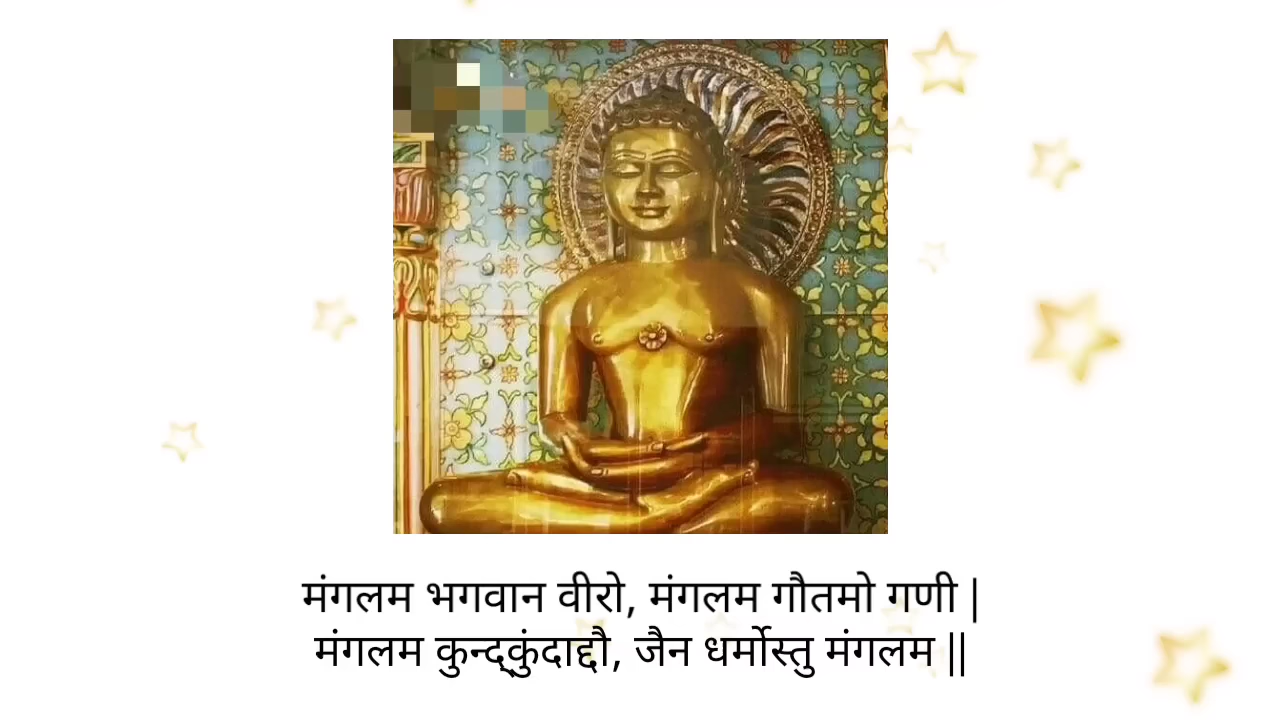 मंगलम भगवान वीरो, मंगलम गौतमो गणी |
मंगलम कुन्द्कुंदाद्दौ, जैन धर्मोस्तु मंगलम ||